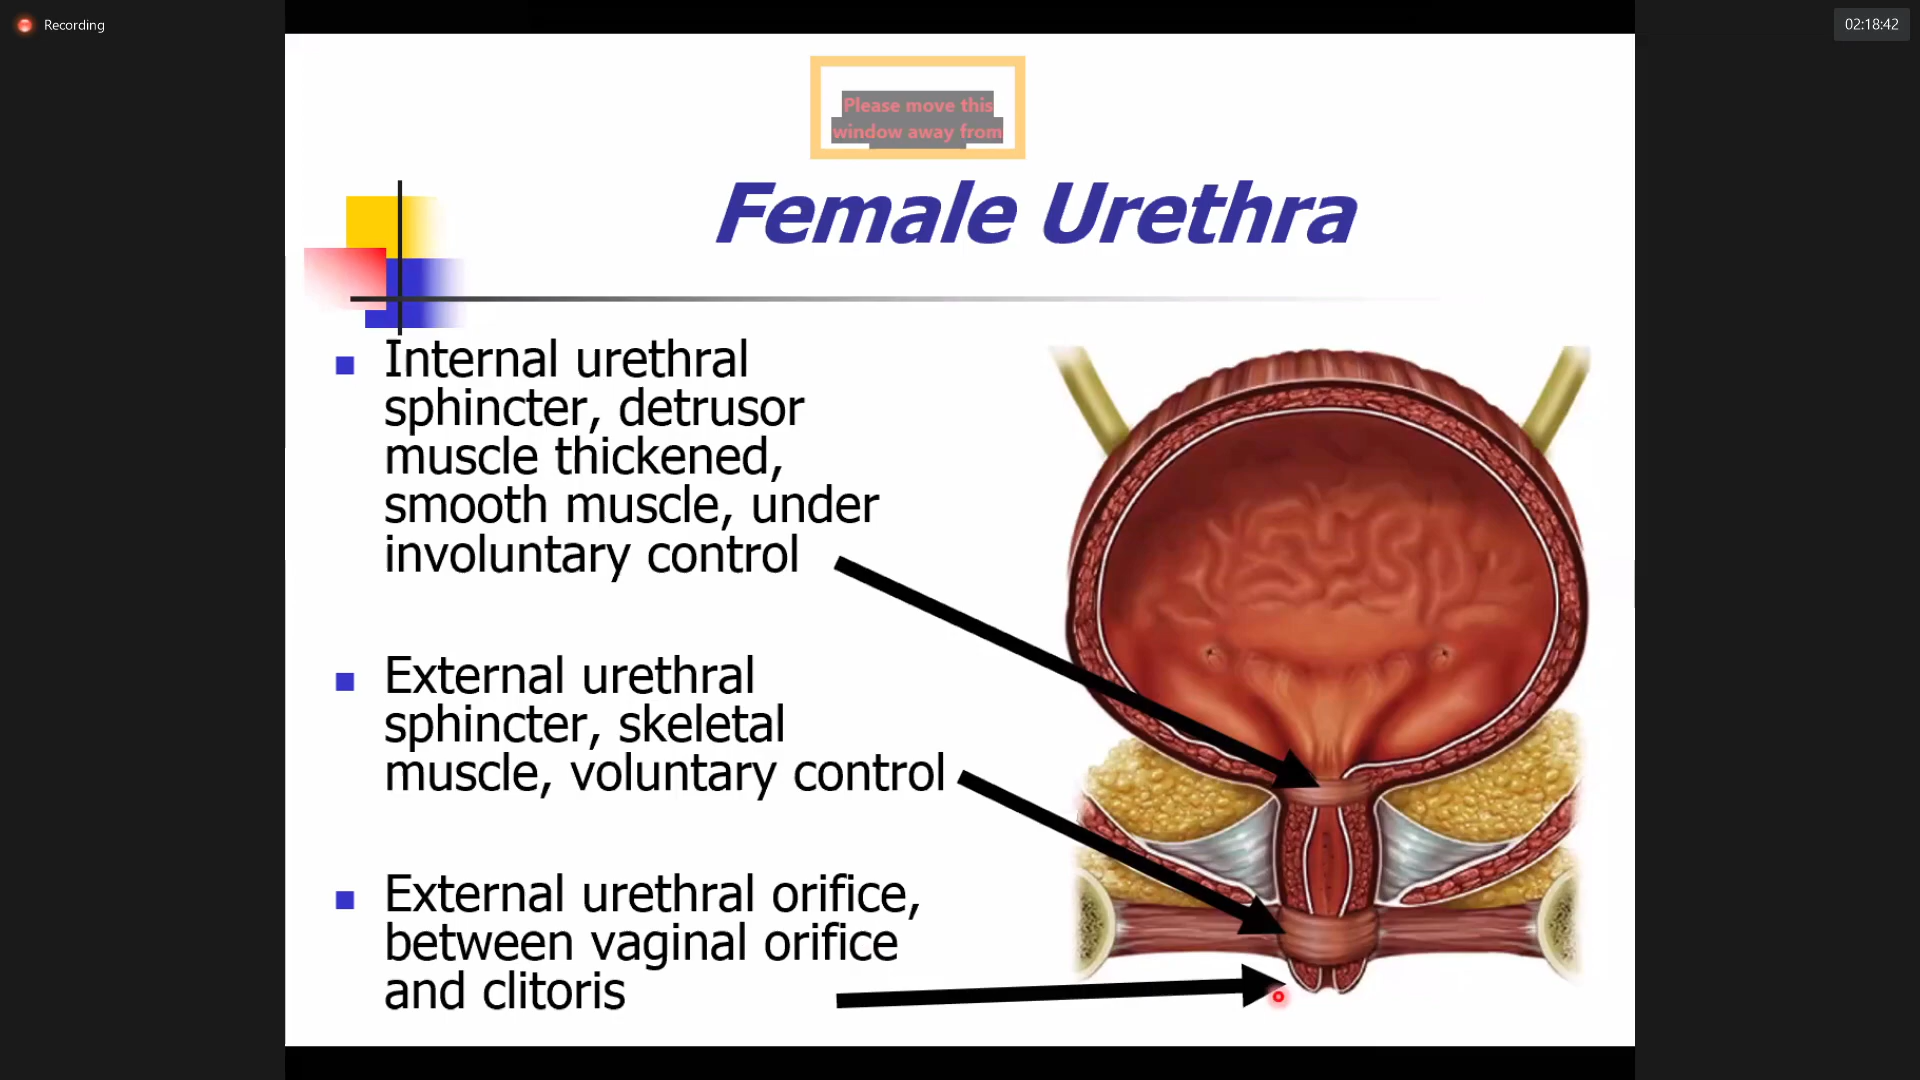 Recording
02:18:42
Please move this
window away from
Female Urethra
Internal urethral
sphincter, detrusor
muscle thickened,
smooth muscle, under
involuntary control
External urethral
sphincter, skeletal
muscle, voluntary control
External urethral orifice,
between vaginal orifice
and clitoris